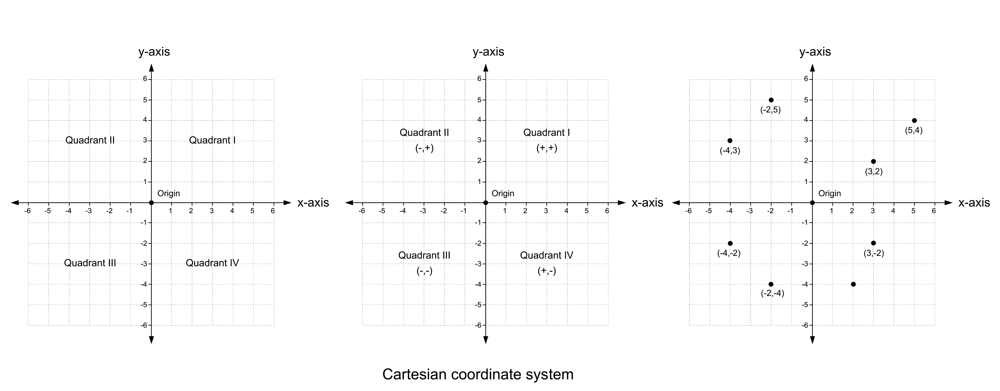 y-axis
6
5
4
Quadrant II
3
Quadrant I
2
1
Origin
-6 -5 -4 -3 -2 -1 1 2 3 4 5 6
x-axis
-1
-2
Quadrant III
-3
Quadrant IV
-4
-5
-6
y-axis
6
5
4
Quadrant II
Quadrant I
3
(-,+)
(+,+)
2
1
Origin
-6 -5 -4 -3 -2 -1 1 2 3 4 5 6
x-axis
-1
-2
Quadrant III
Quadrant IV
-3
(-,-)
(+,-)
-4
-5
-6
y-axis
6
5
(-2,5)
4
(5,4)
3
(-4,3)
2
(3,2)
1
Origin
-6 -5 -4 -3 -2 -1 1 2 3 4 5 6
x-axis
-1
-2
(-4,-2)
(3,-2)
-3
-4
(-2,-4)
-5
-6
Cartesian coordinate system